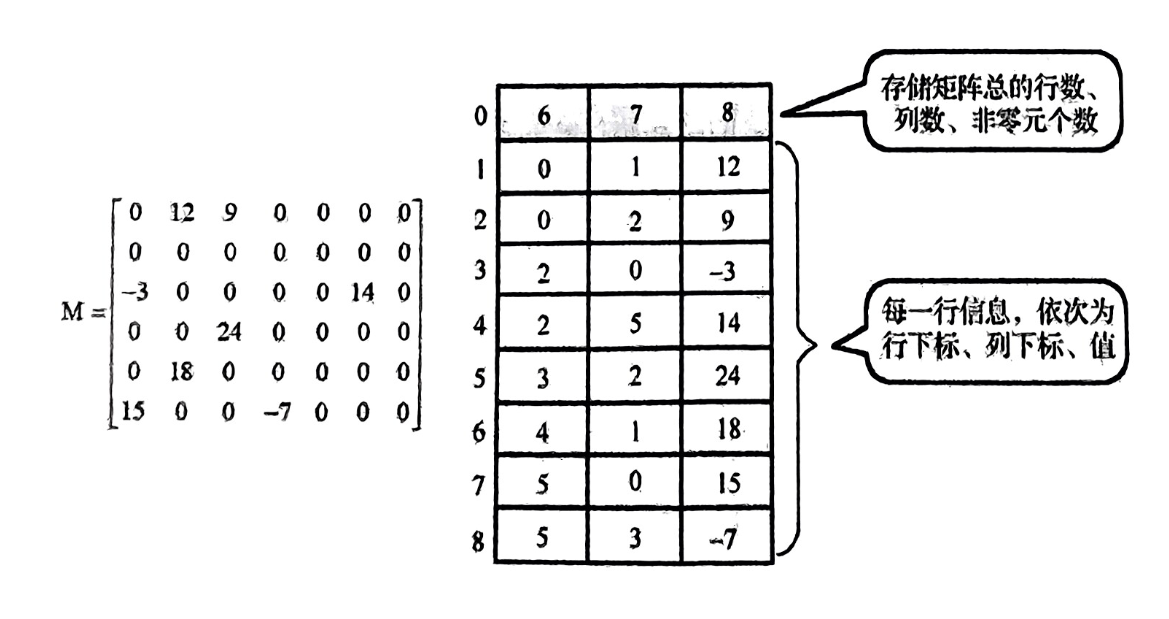 0 12 9 0 0 0 0
0 0 0 0 0 0 0
-3 0 0 0 0 14 0
M =
0 0 24 0 0 0 0
0 18 0 0 0 0 0
15 0 0 -7 0 0 0
0 6 7 8
1 0 1 12
2 0 2 9
3 2 0 -3
4 2 5 14
5 3 2 24
6 4 1 18
7 5 0 15
8 5 3 -7
存储矩阵总的行数、
列数、非零元个数
每一行信息，依次为
行下标、列下标、值